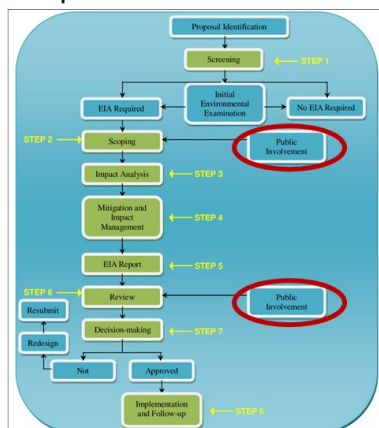 Proposal Identification
Screening
STEP 1
EIA Required
Initial
Environmental
Examination
No EIA Required
STEP 2
Scoping
Public
Involvement
Impact Analysis
STEP 3
Mitigation and
Impact
Management
STEP 4
EIA Report
STEP 5
STEP 6
Review
Public
Involvement
Resubmit
Decision-making
STEP 7
Redesign
Not
Approved
Implementation
and Follow-up
STEP 8